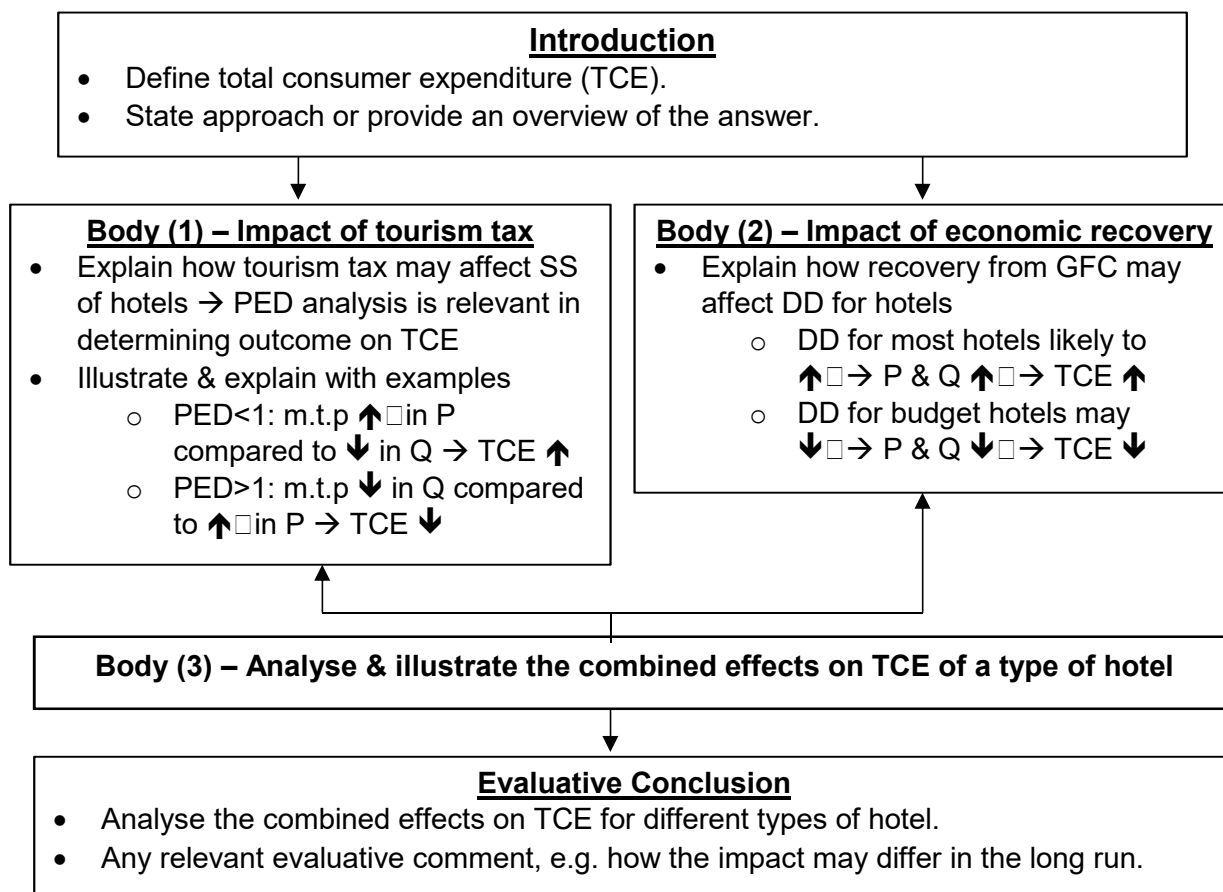 Introduction
• Define total consumer expenditure (TCE).
• State approach or provide an overview of the answer.
Body (1) – Impact of tourism tax
• Explain how tourism tax may affect SS
of hotels → PED analysis is relevant in
determining outcome on TCE
• Illustrate & explain with examples
o PED<1: m.t.p ↑□in P
compared to ↓ in Q → TCE ↑
o PED>1: m.t.p ↓ in Q compared
to ↑□in P → TCE ↓
Body (2) – Impact of economic recovery
• Explain how recovery from GFC may
affect DD for hotels
o DD for most hotels likely to
↑□→ P & Q ↑□→ TCE ↑
o DD for budget hotels may
↓□→ P & Q ↓□→ TCE ↓
Body (3) – Analyse & illustrate the combined effects on TCE of a type of hotel
Evaluative Conclusion
• Analyse the combined effects on TCE for different types of hotel.
• Any relevant evaluative comment, e.g. how the impact may differ in the long run.